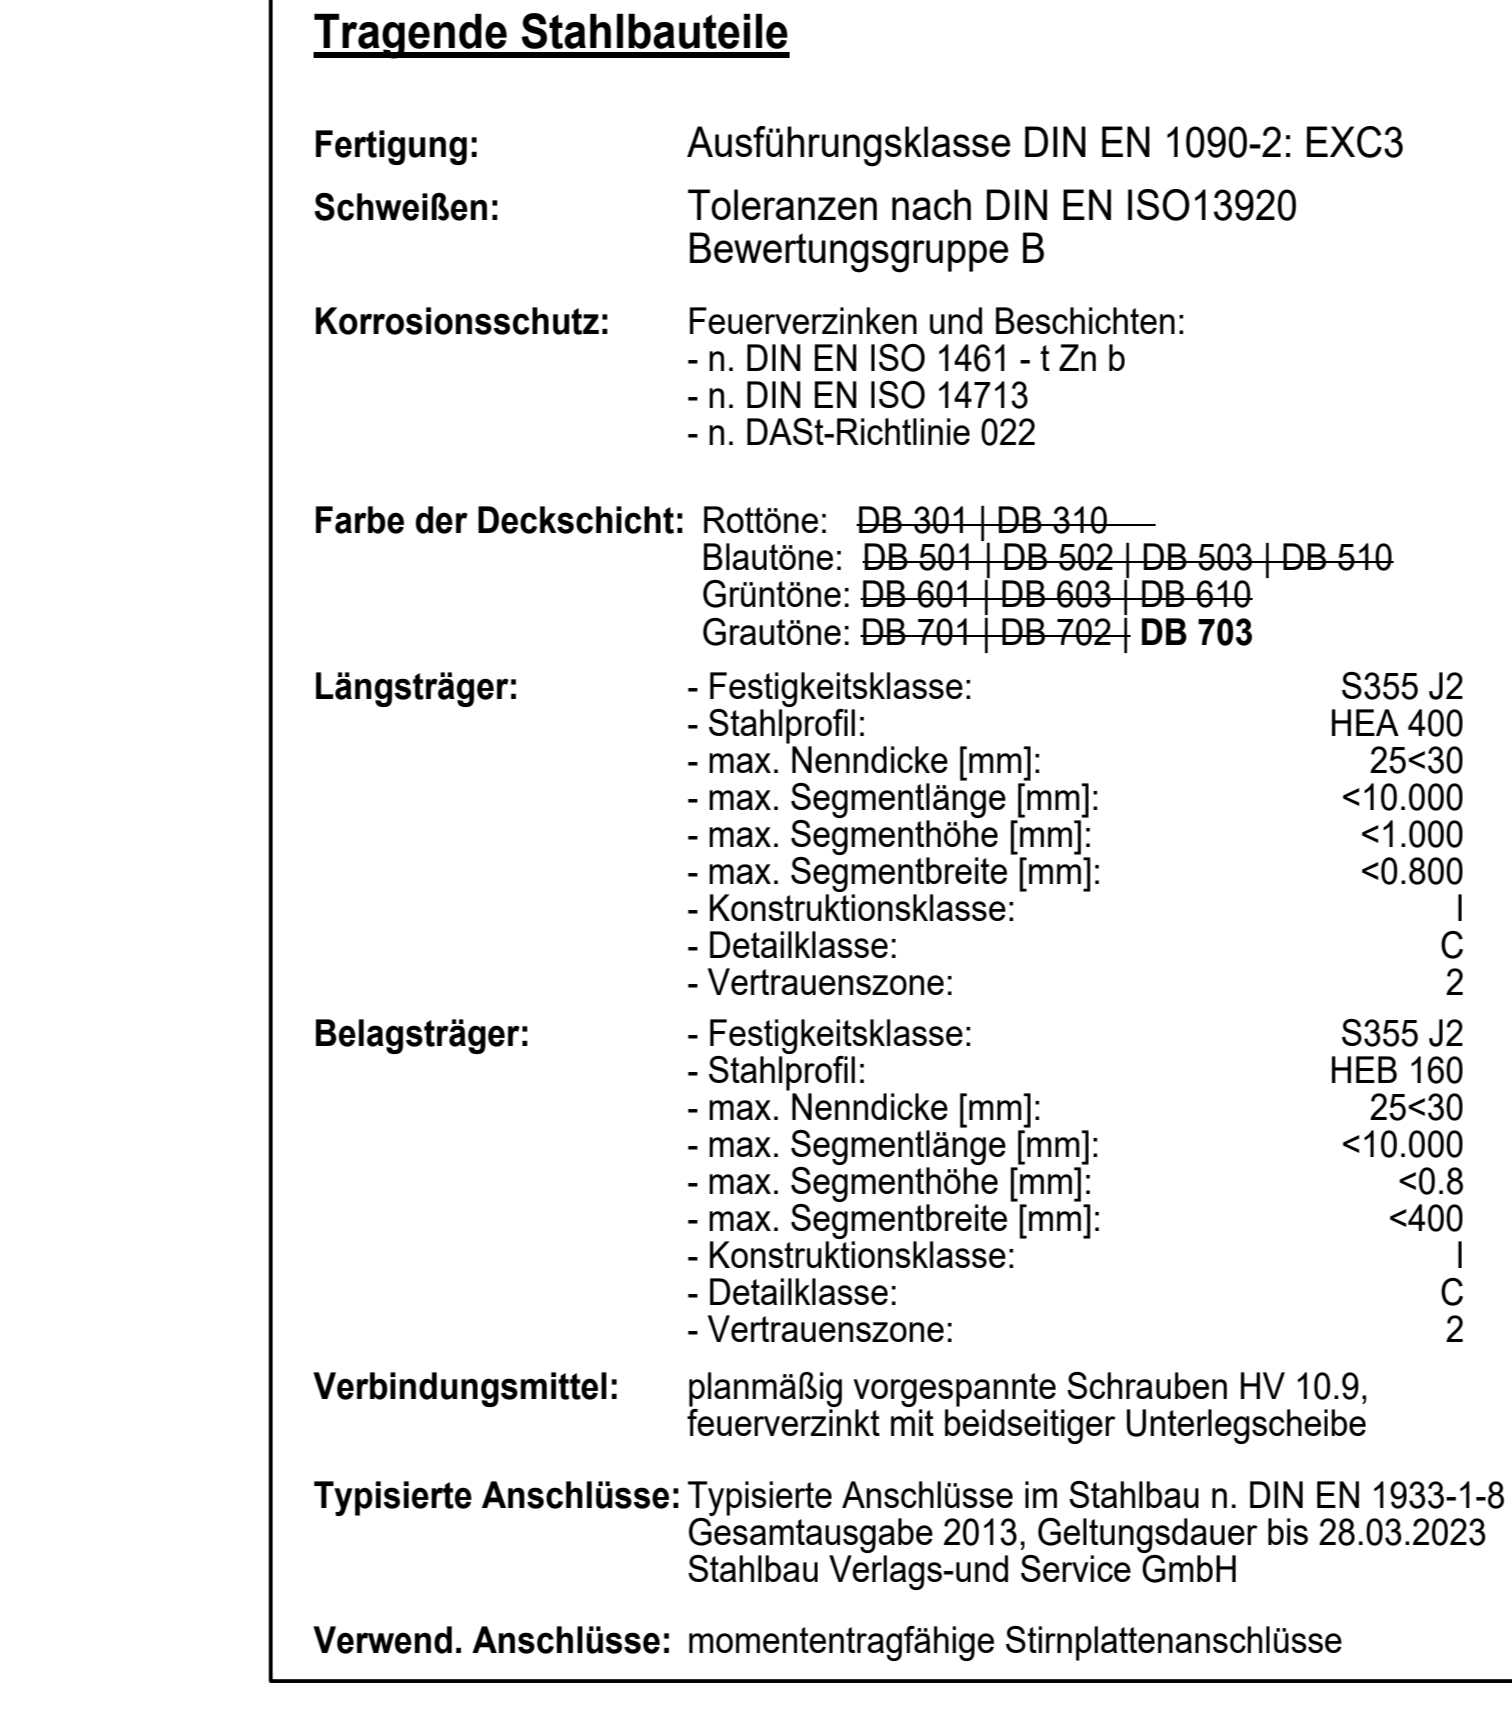 Tragende Stahlbauteile
Fertigung: Ausführungsklasse DIN EN 1090-2: EXC3
Schweißen: Toleranzen nach DIN EN ISO13920
Bewertungsgruppe B
Korrosionsschutz: Feuerverzinken und Beschichten:
- n. DIN EN ISO 1461 - t Zn b
- n. DIN EN ISO 14713
- n. DASt-Richtlinie 022
Farbe der Deckschicht: Rottöne: DB 301 | DB 310
Blautöne: DB 501 | DB 502 | DB 503 | DB 510
Grüntöne: DB 601 | DB 603 | DB 610
Grautöne: DB 701 | DB 702 | DB 703
Längsträger: - Festigkeitsklasse: S355 J2
- Stahlprofil: HEA 400
- max. Nenndicke [mm]: 25<30
- max. Segmentlänge [mm]: <10.000
- max. Segmenthöhe [mm]: <1.000
- max. Segmentbreite [mm]: <0.800
- Konstruktionsklasse: I
- Detailklasse: C
- Vertrauenszone: 2
Belagsträger: - Festigkeitsklasse: S355 J2
- Stahlprofil: HEB 160
- max. Nenndicke [mm]: 25<30
- max. Segmentlänge [mm]: <10.000
- max. Segmenthöhe [mm]: <0.8
- max. Segmentbreite [mm]: <400
- Konstruktionsklasse: I
- Detailklasse: C
- Vertrauenszone: 2
Verbindungsmittel: planmäßig vorgespannte Schrauben HV 10.9,
feuerverzinkt mit beidseitiger Unterlegscheibe
Typisierte Anschlüsse: Typisierte Anschlüsse im Stahlbau n. DIN EN 1933-1-8
Gesamtausgabe 2013, Geltungsdauer bis 28.03.2023
Stahlbau Verlags-und Service GmbH
Verwend. Anschlüsse: momententragfähige Stirnplattenanschlüsse